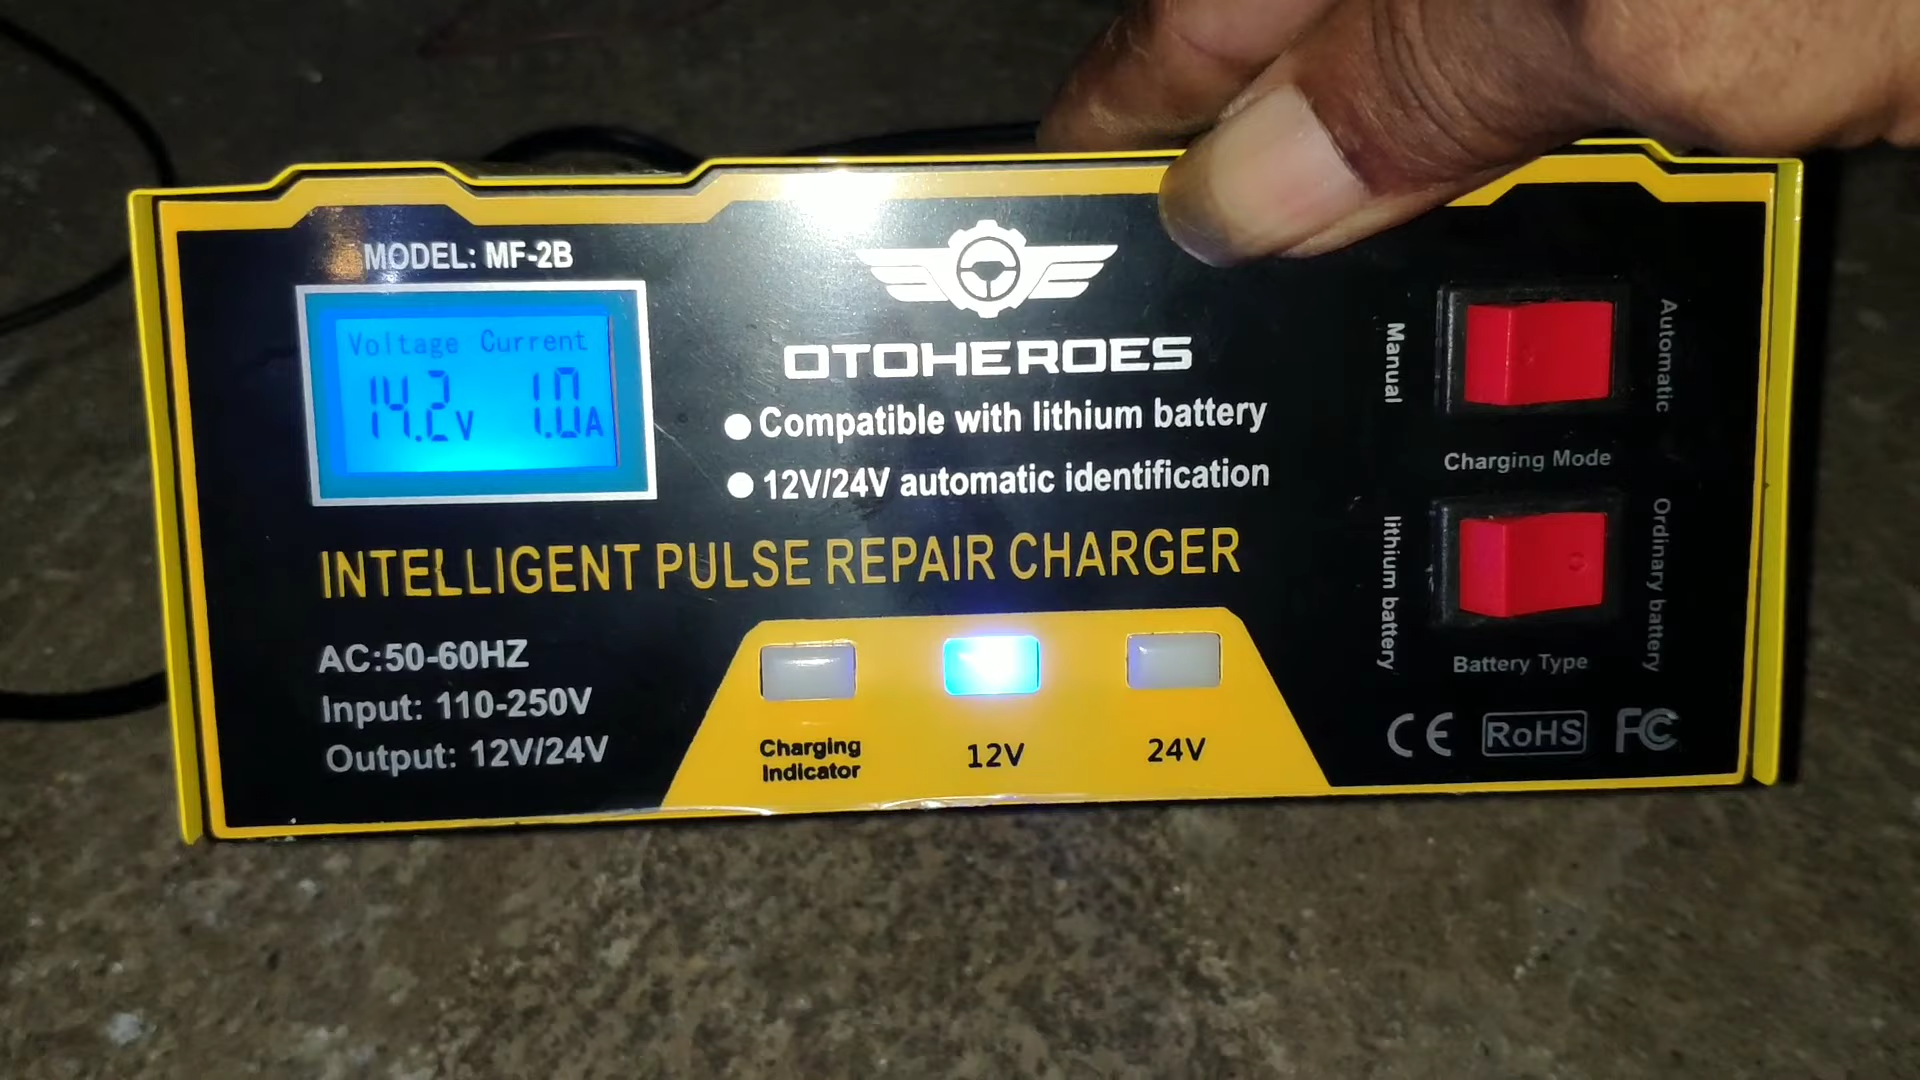 MODEL: MF-2B
Voltage Current
14.2V 1.0A
OTOHEROES
Compatible with lithium battery
12V/24V automatic identification
INTELLIGENT PULSE REPAIR CHARGER
AC:50-60HZ
Input: 110-250V
Output: 12V/24V
Charging
Indicator
12V
24V
Manual
Automatic
Charging Mode
lithium battery
Ordinary battery
Battery Type
CE
RoHS
FC